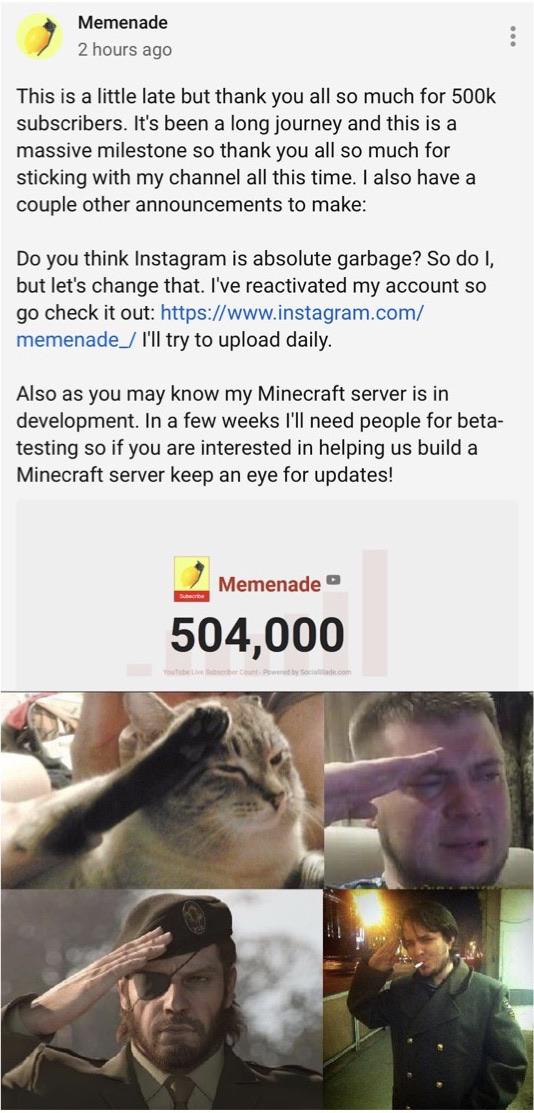 Memenade
2 hours ago
This is a little late but thank you all so much for 500k
subscribers. It's been a long journey and this is a
massive milestone so thank you all so much for
sticking with my channel all this time. I also have a
couple other announcements to make:
Do you think Instagram is absolute garbage? So do I,
but let's change that. I've reactivated my account so
go check it out: https://www.instagram.com/
memenade_/ I'll try to upload daily.
Also as you may know my Minecraft server is in
development. In a few weeks I'll need people for beta-
testing so if you are interested in helping us build a
Minecraft server keep an eye for updates!
Subscribe
Memenade
504,000
YouTube Live Subscriber Count - Powered by SocialBlade.com